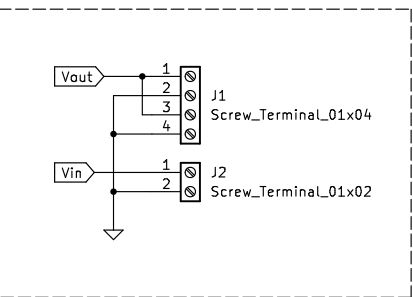 Vout
1
2
3
4
J1
Screw_Terminal_01x04
Vin
1
2
J2
Screw_Terminal_01x02